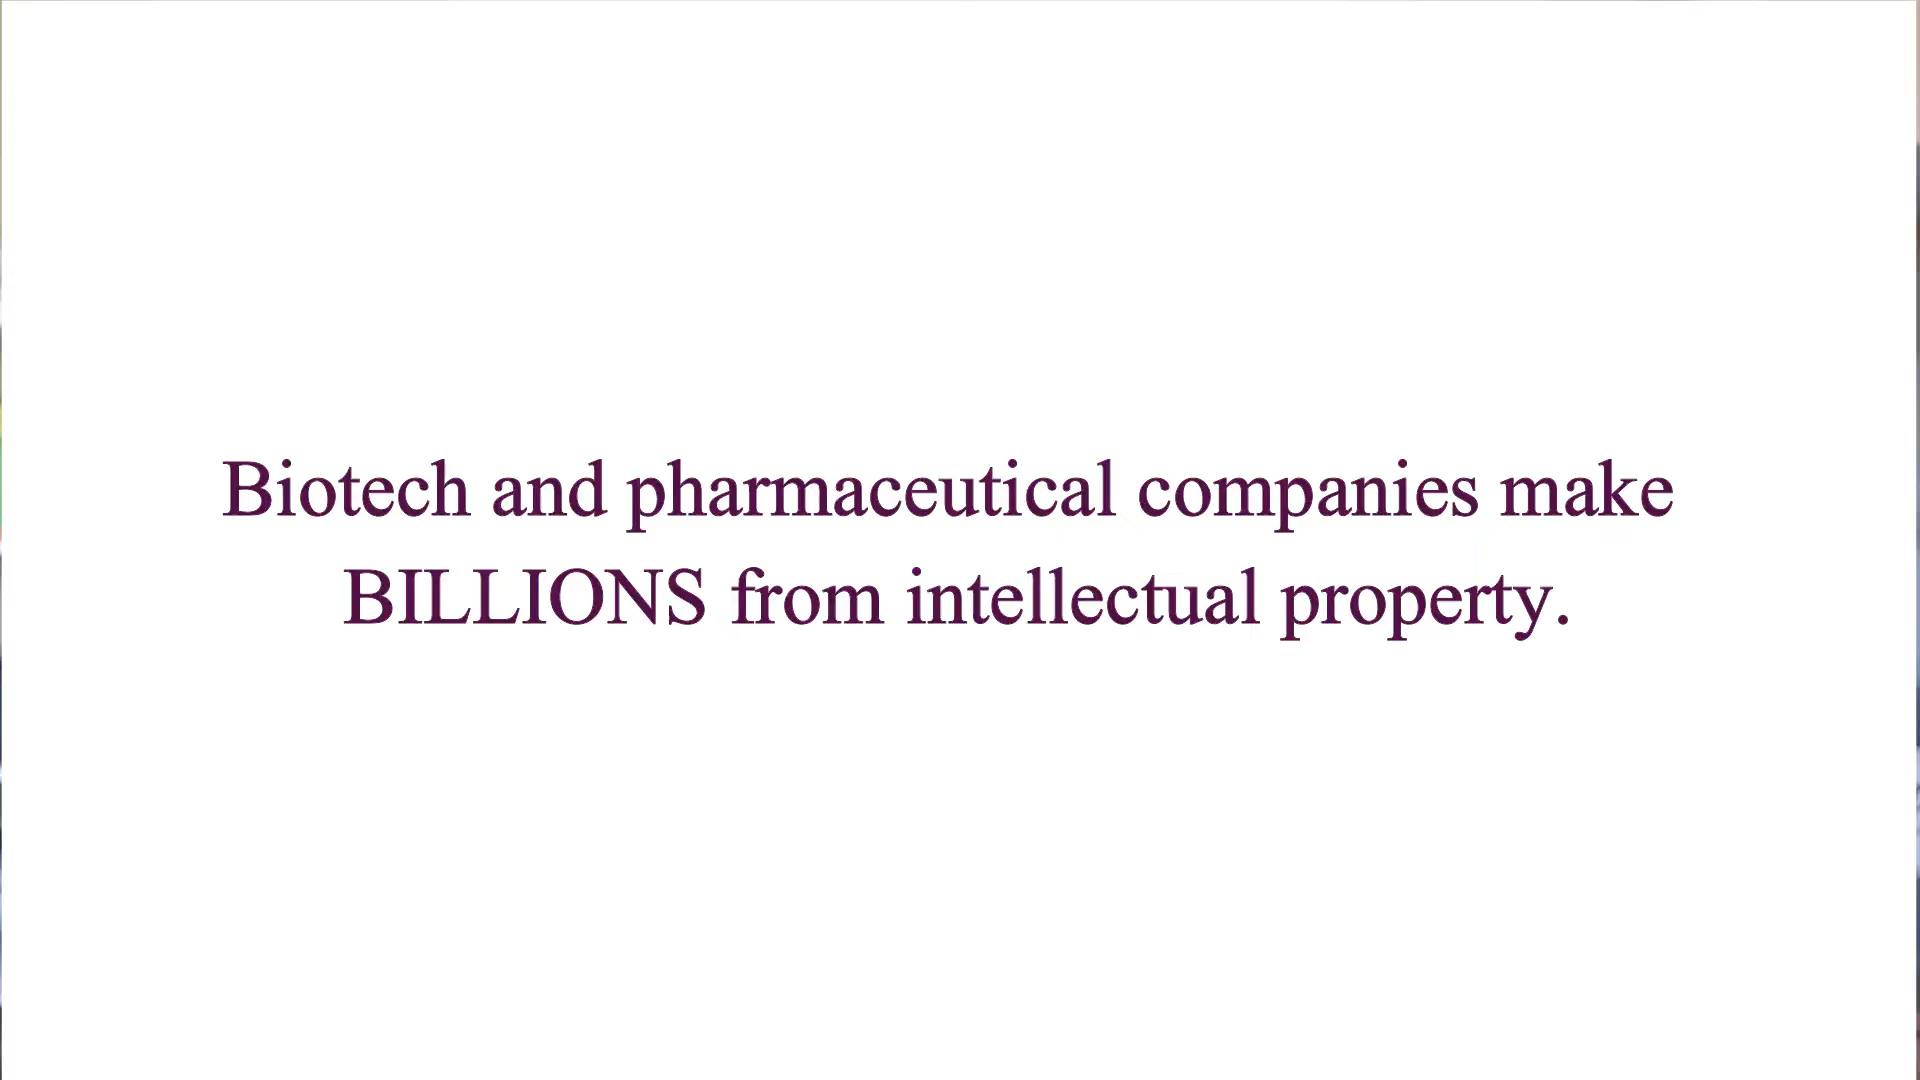 Biotech and pharmaceutical companies make
BILLIONS from intellectual property.